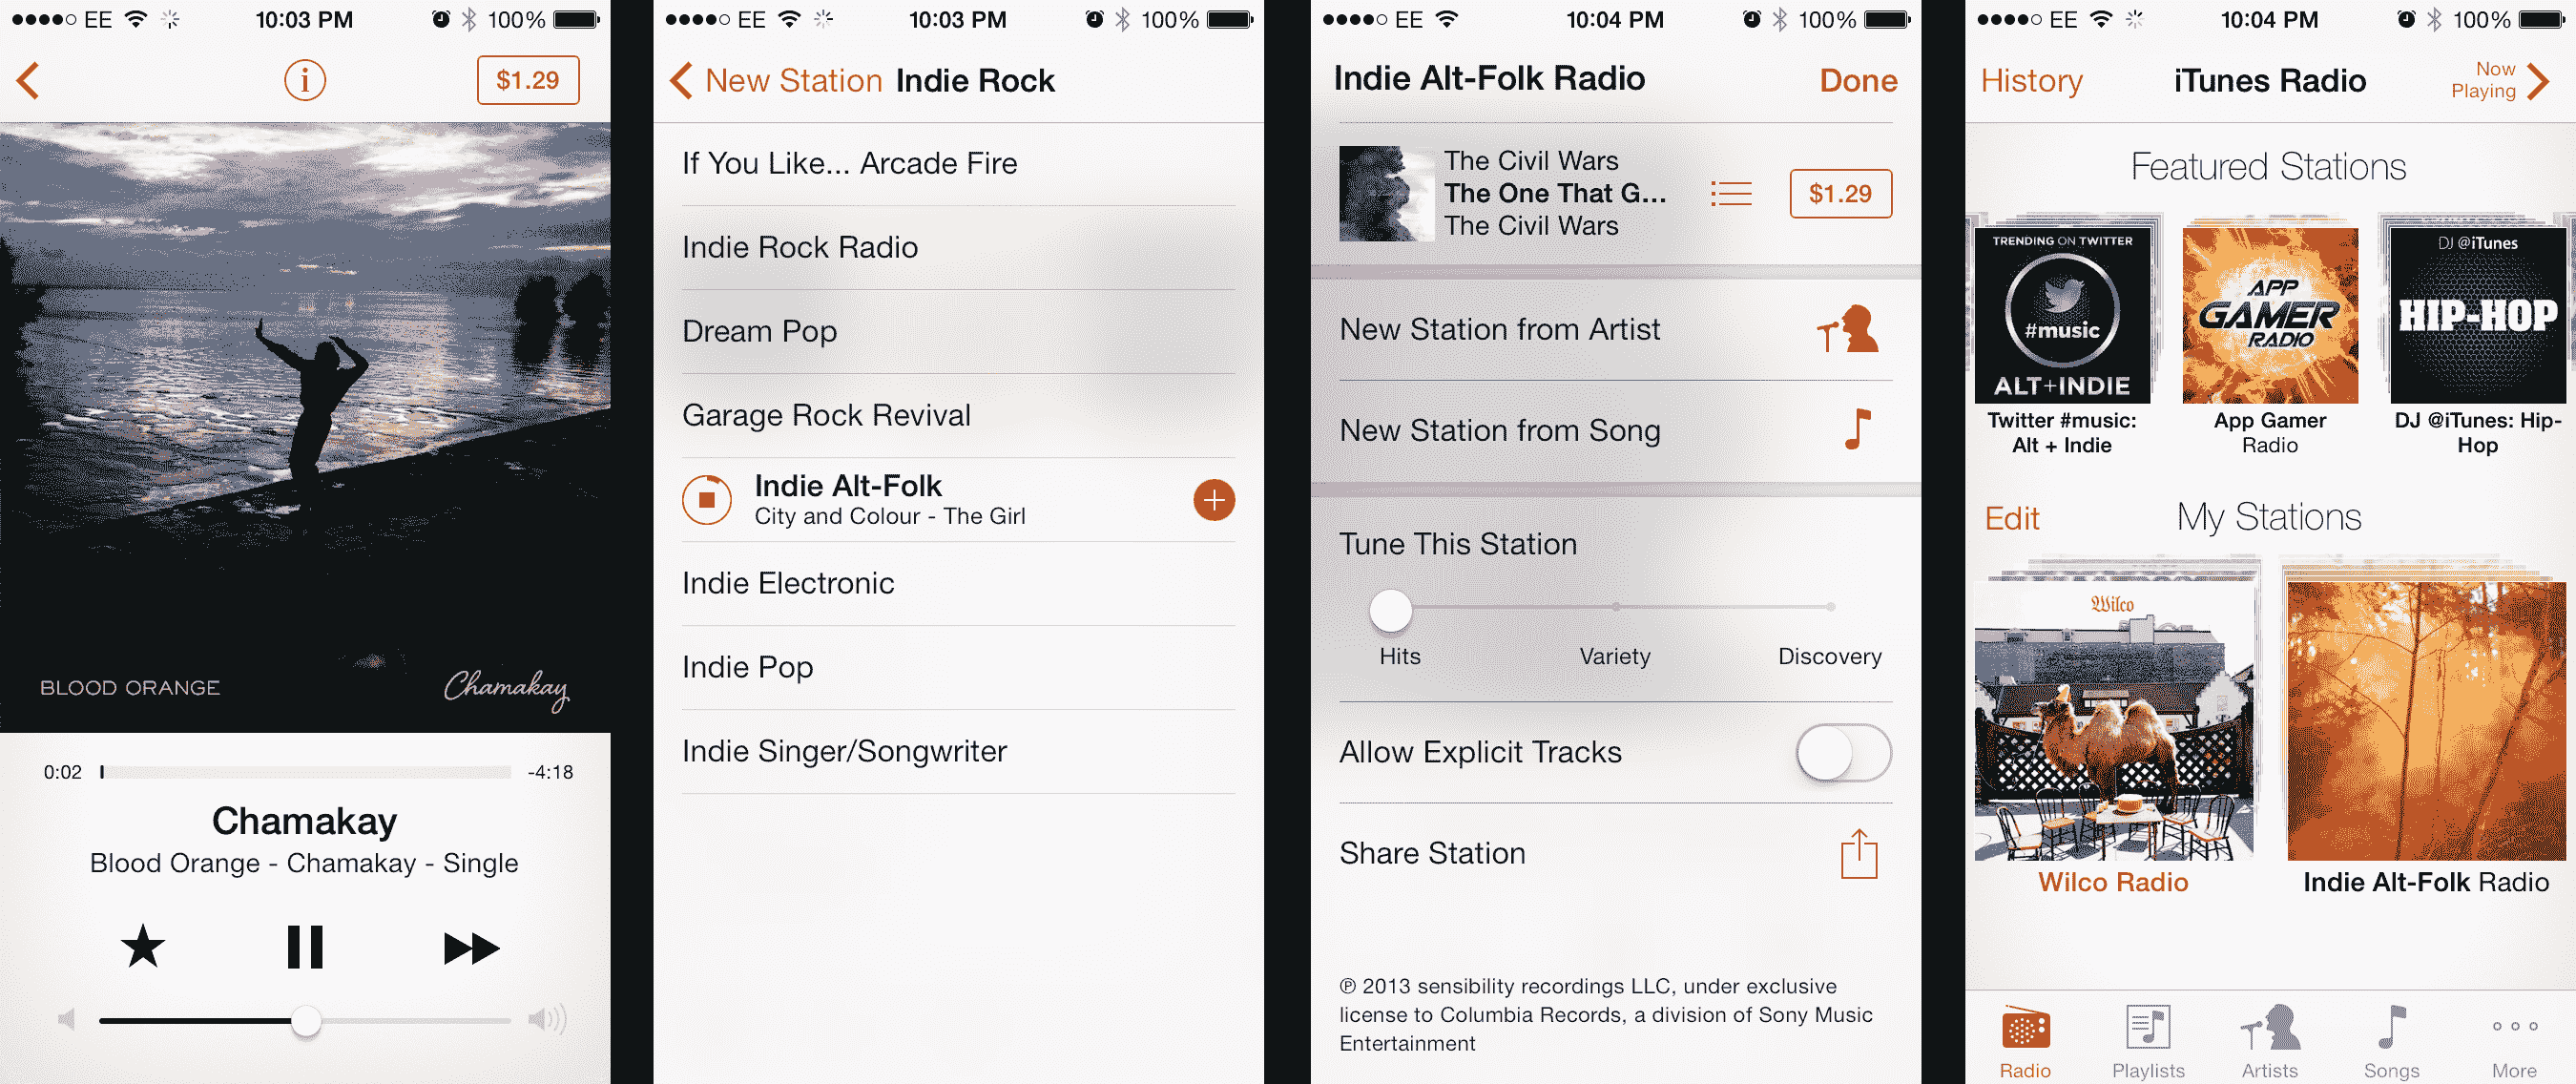 EE 10:03 PM 100%
$1.29
BLOOD ORANGE
Chamakay
0:02 -4:18
Chamakay
Blood Orange - Chamakay - Single
EE 10:03 PM 100%
New Station Indie Rock
If You Like... Arcade Fire
Indie Rock Radio
Dream Pop
Garage Rock Revival
Indie Alt-Folk
City and Colour - The Girl
Indie Electronic
Indie Pop
Indie Singer/Songwriter
EE 10:04 PM 100%
Indie Alt-Folk Radio Done
The Civil Wars
The One That G...
The Civil Wars
$1.29
New Station from Artist
New Station from Song
Tune This Station
Hits Variety Discovery
Allow Explicit Tracks
Share Station
℗ 2013 sensibility recordings LLC, under exclusive
license to Columbia Records, a division of Sony Music
Entertainment
EE 10:04 PM 100%
History iTunes Radio Now
Playing
Featured Stations
TRENDING ON TWITTER
#music
ALT+INDIE
Twitter #music:
Alt + Indie
APP
GAMER
RADIO
App Gamer
Radio
DJ @iTunes
HIP-HOP
DJ @iTunes: Hip-
Hop
Edit My Stations
Wilco
Wilco Radio
Indie Alt-Folk Radio
Radio Playlists Artists Songs More